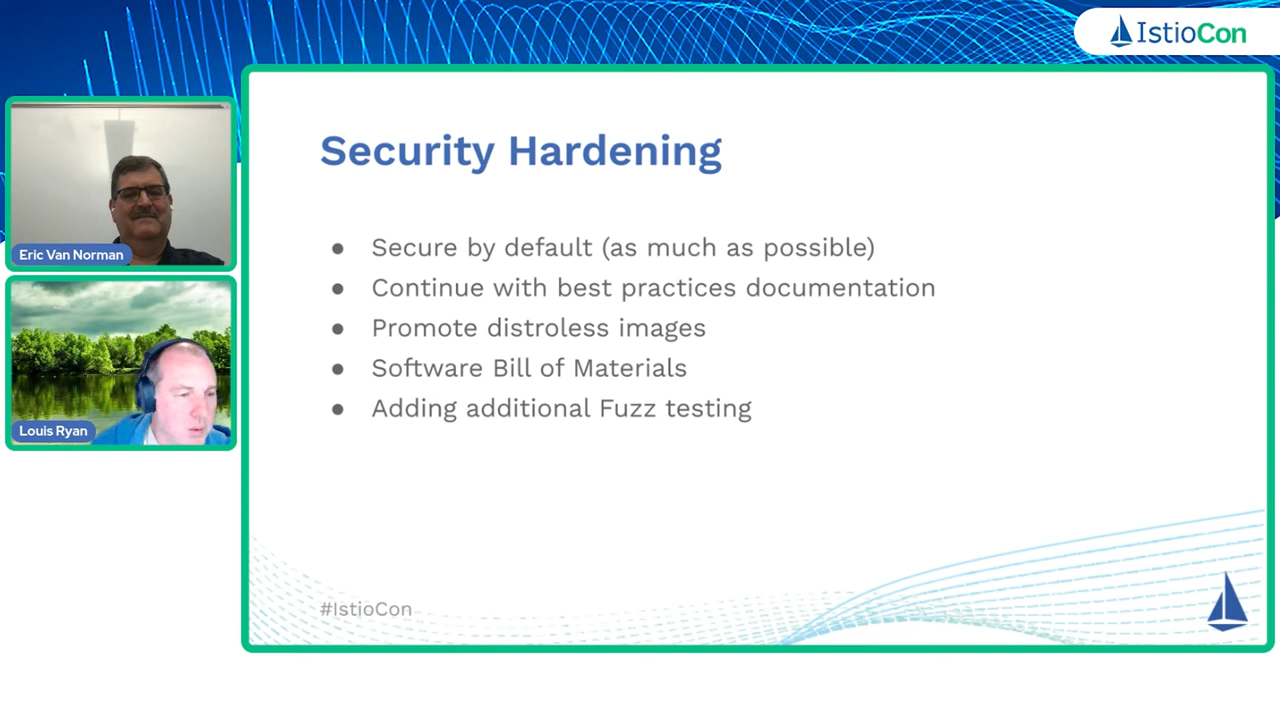 IstioCon
Security Hardening
Eric Van Norman
Louis Ryan
● Secure by default (as much as possible)
● Continue with best practices documentation
● Promote distroless images
● Software Bill of Materials
● Adding additional Fuzz testing
#IstioCon